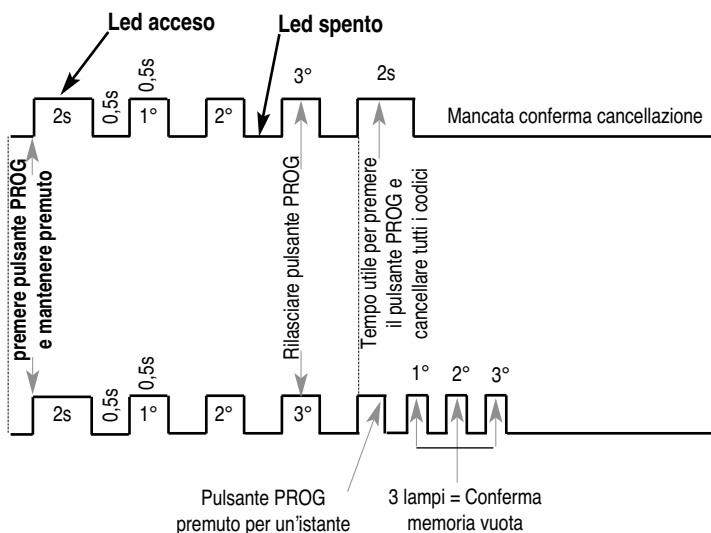 Led acceso
Led spento
0,5s
3°
2s
2s
0,5s
1°
2°
Mancata conferma cancellazione
premere pulsante PROG
e mantenere premuto
Rilasciare pulsante PROG
Tempo utile per premere
il pulsante PROG e
cancellare tutti i codici
0,5s
1°
2°
3°
2s
0,5s
1°
2°
3°
Pulsante PROG
premuto per un'istante
3 lampi = Conferma
memoria vuota